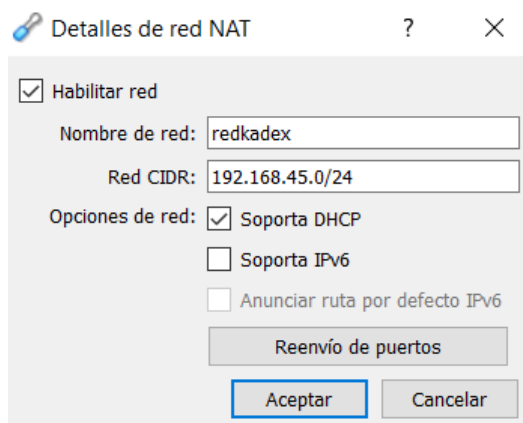 Detalles de red NAT ? ×
Habilitar red
Nombre de red: redkadex
Red CIDR: 192.168.45.0/24
Opciones de red: Soporta DHCP
Soporta IPv6
Anunciar ruta por defecto IPv6
Reenvío de puertos
Aceptar Cancelar